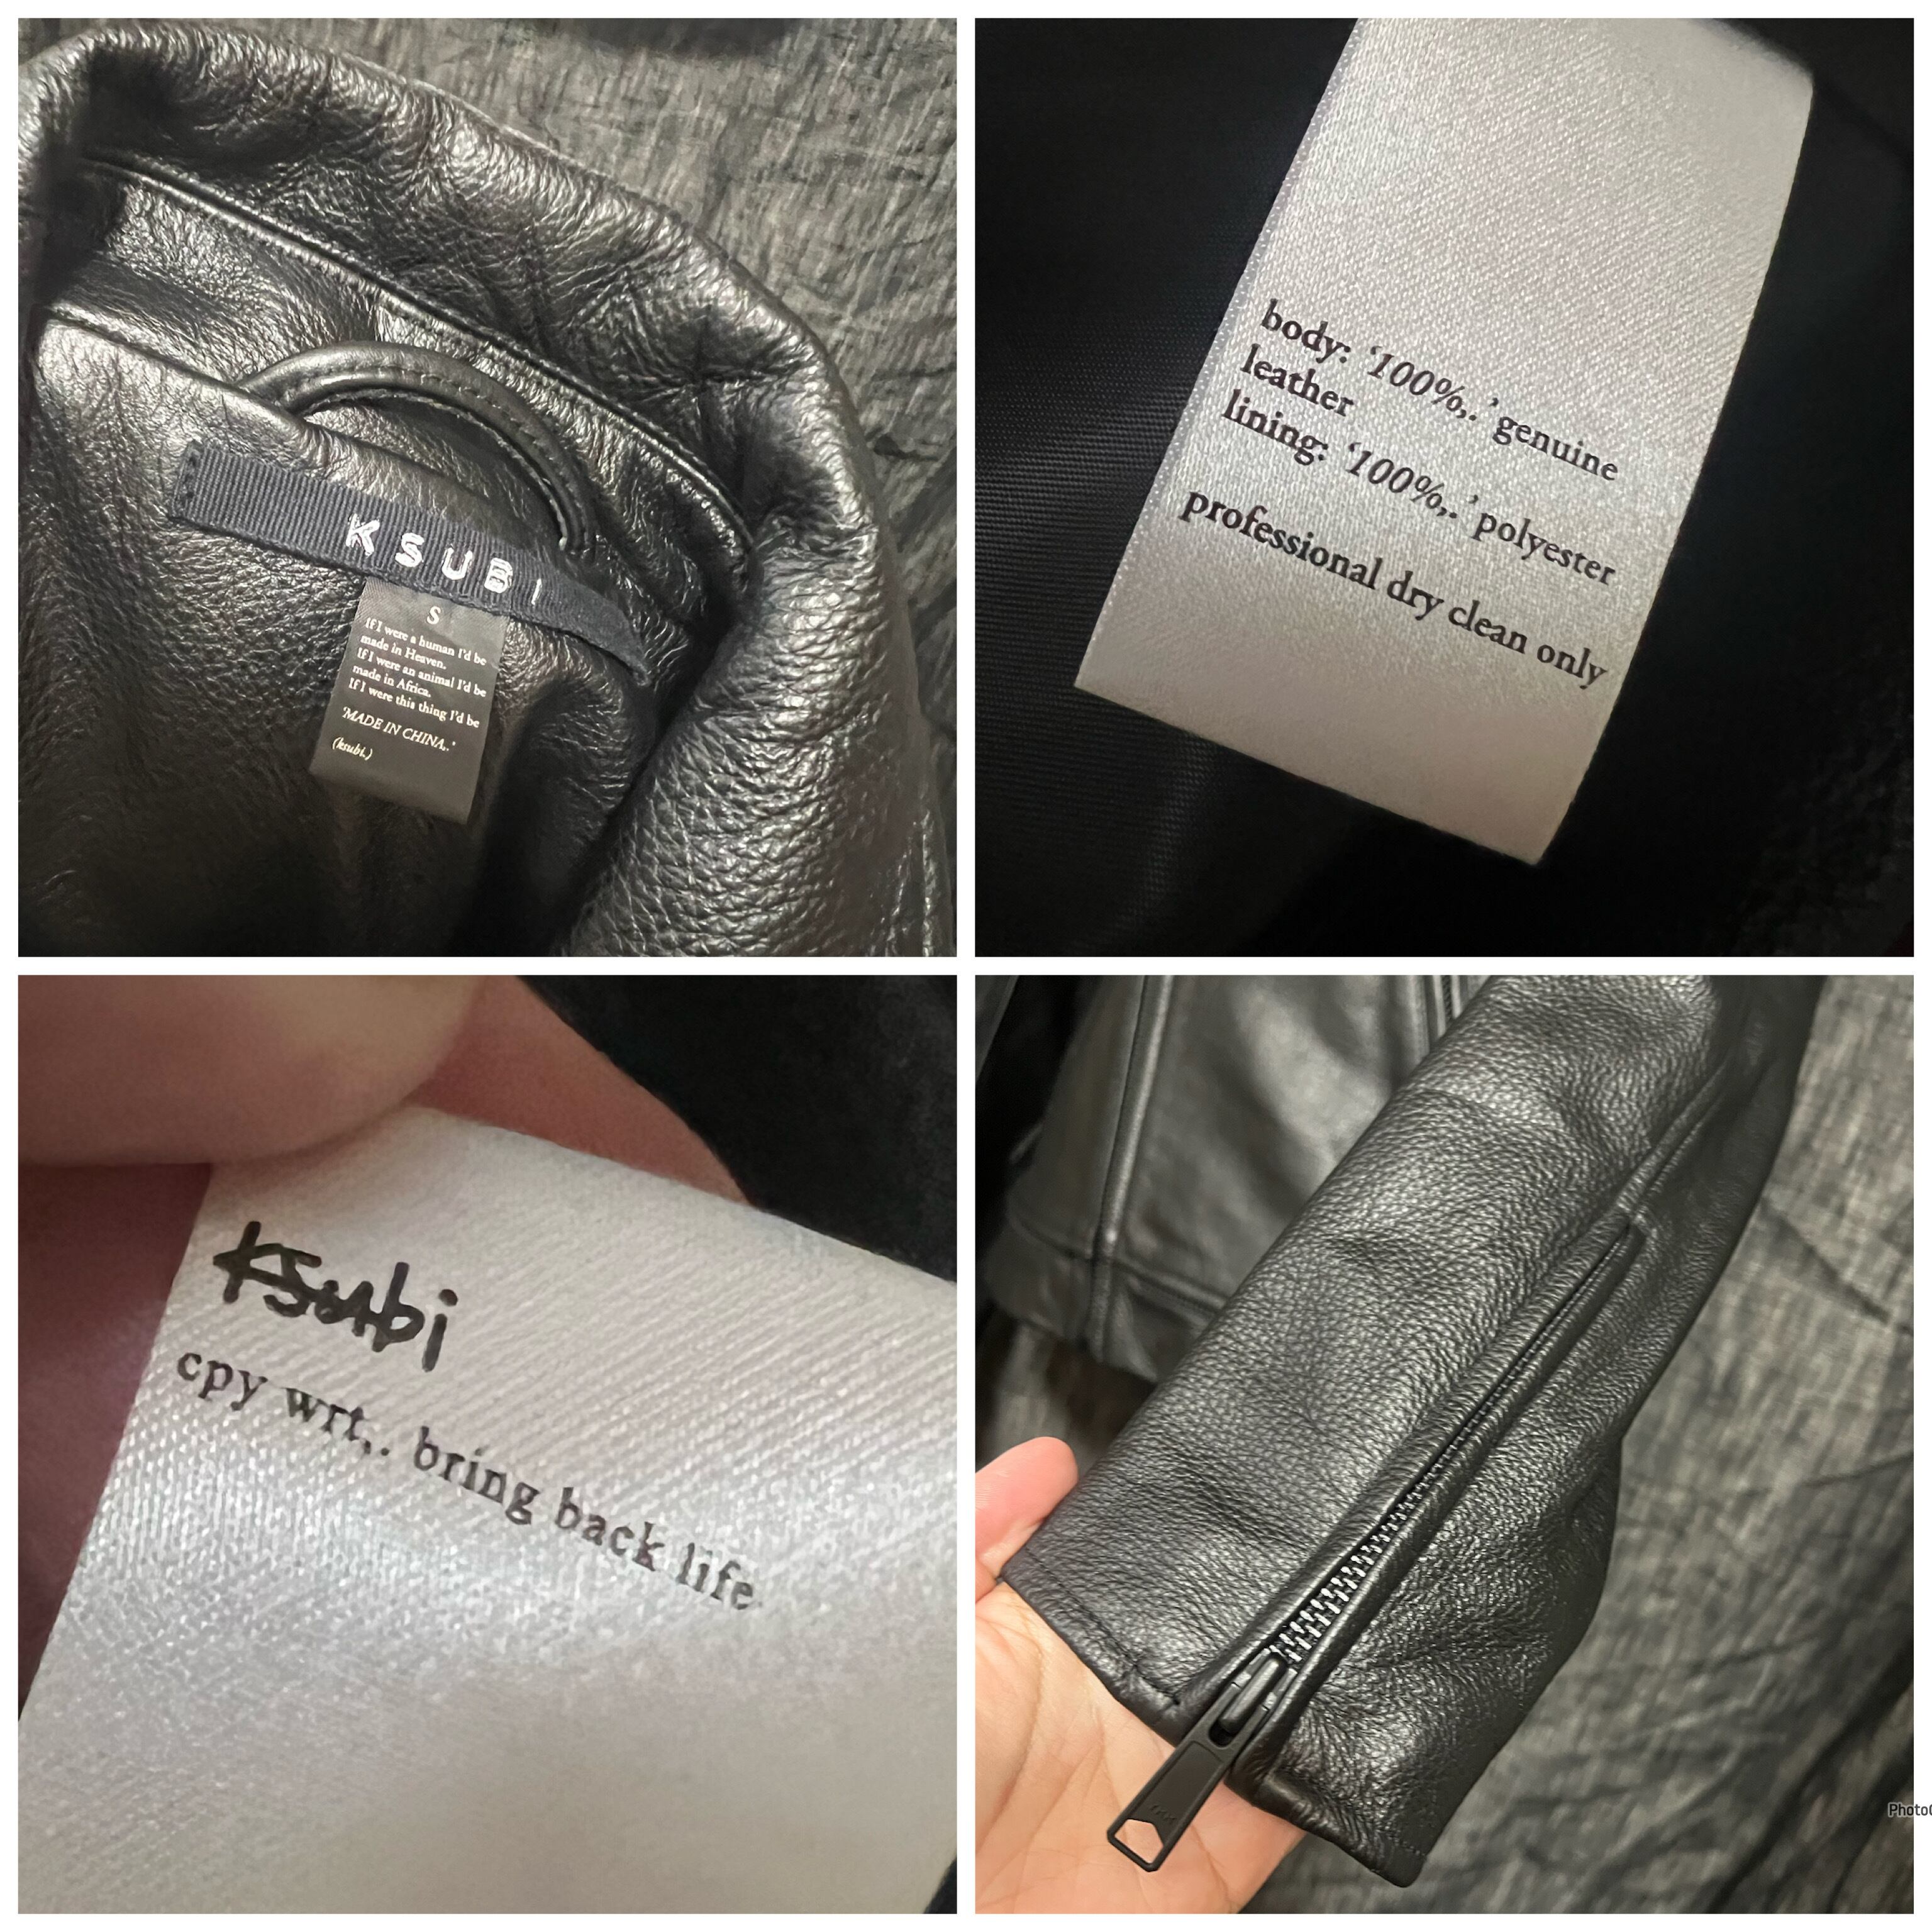 KSUBI
S
If I were a human I'd be
made in Heaven.
If I were an animal I'd be
made in Africa.
If I were this thing I'd be
'MADE IN CHINA,.'
(ksubi.)
body: '100%,.' genuine
leather
lining: '100%,.' polyester
professional dry clean only
Ksubi
cpy wrt,. bring back life